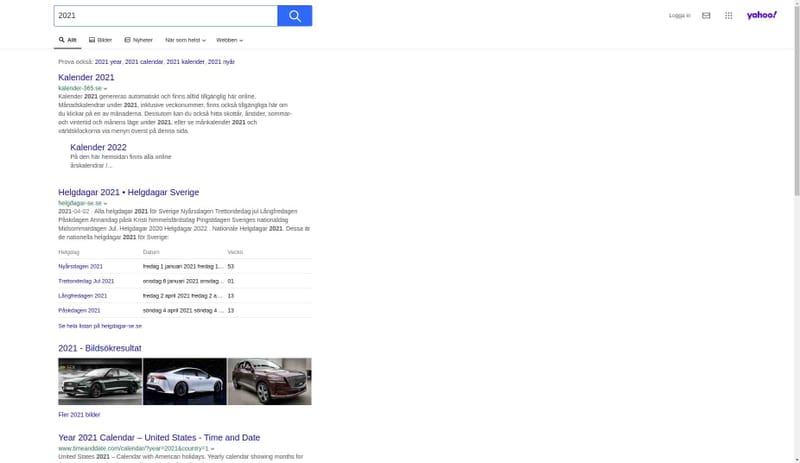 2021
Logga in
yahoo!
Allt
Bilder
Nyheter
När som helst
Webben
Prova också: 2021 year, 2021 calendar, 2021 kalender, 2021 nyår
Kalender 2021
kalender-365.se
Kalender 2021 genereras automatiskt och finns alltid tillgänglig här online.
Månadskalendrar under 2021, inklusive veckonummer, finns också tillgängliga här om
du klickar på en av månaderna. Dessutom kan du också hitta skottår, årstider, sommar-
och vintertid och månens läge under 2021, eller se månkalender 2021 och
världsklockorna via menyn överst på denna sida.
Kalender 2022
På den här hemsidan finns alla online
årskalendrar /...
Helgdagar 2021 • Helgdagar Sverige
helgdagar-se.se
2021-04-02 · Alla helgdagar 2021 för Sverige Nyårsdagen Trettondedag jul Långfredagen
Påskdagen Annandag påsk Kristi himmelsfärdsdag Pingstdagen Sveriges nationaldag
Midsommardagen Jul. Helgdagar 2020 Helgdagar 2022 . Nationale Helgdagar 2021. Dessa är
de nationella helgdagar 2021 för Sverige:
Helgdag Datum Vecko
Nyårsdagen 2021 fredag 1 januari 2021 fredag 1... 53
Trettondedag Jul 2021 onsdag 6 januari 2021 onsdag... 01
Långfredagen 2021 fredag 2 april 2021 fredag 2 a... 13
Påskdagen 2021 söndag 4 april 2021 söndag 4 ... 13
Se hela listan på helgdagar-se.se
2021 - Bildsökresultat
Fler 2021 bilder
Year 2021 Calendar – United States - Time and Date
www.timeanddate.com/calendar/?year=2021&country=1
United States 2021 – Calendar with American holidays. Yearly calendar showing months for